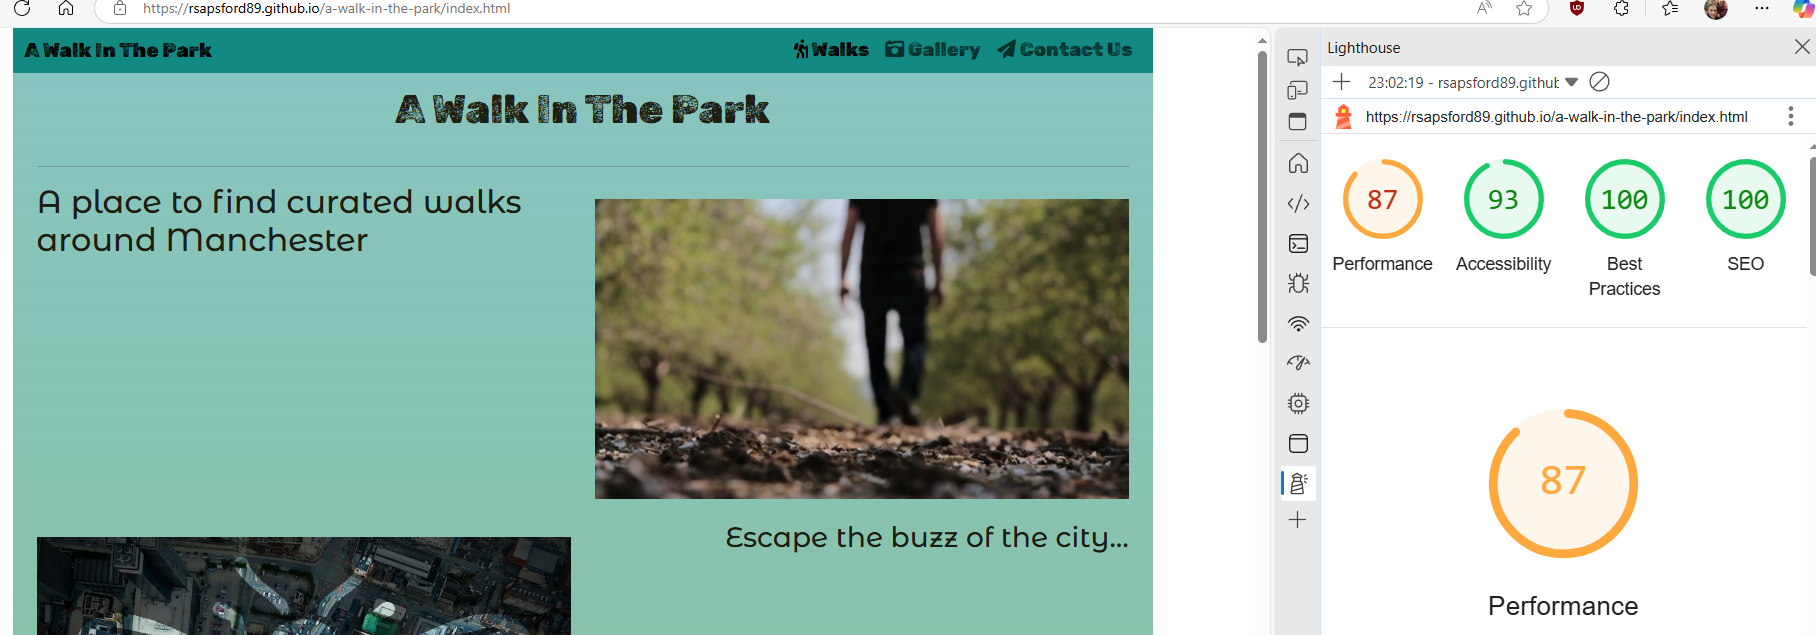 https://rsapsford89.github.io/a-walk-in-the-park/index.html
A Walk In The Park
Walks
Gallery
Contact Us
A Walk In The Park
A place to find curated walks
around Manchester
Escape the buzz of the city...
Lighthouse
23:02:19 - rsapsford89.github
https://rsapsford89.github.io/a-walk-in-the-park/index.html
87
93
100
100
Performance
Accessibility
Best
Practices
SEO
87
Performance